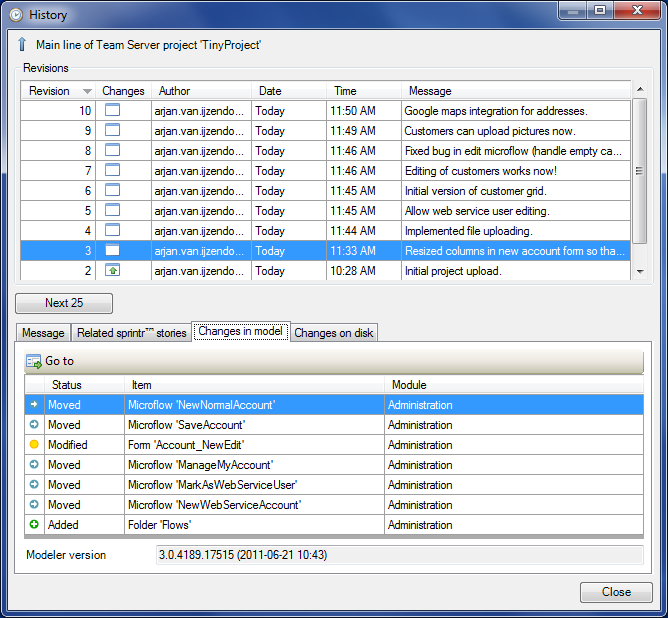 History
Main line of Team Server project 'TinyProject'
Revisions
Revision Changes Author Date Time Message
10 arjan.van.ijzendo... Today 11:50 AM Google maps integration for addresses.
9 arjan.van.ijzendo... Today 11:49 AM Customers can upload pictures now.
8 arjan.van.ijzendo... Today 11:46 AM Fixed bug in edit microflow (handle empty ca...
7 arjan.van.ijzendo... Today 11:46 AM Editing of customers works now!
6 arjan.van.ijzendo... Today 11:45 AM Initial version of customer grid.
5 arjan.van.ijzendo... Today 11:45 AM Allow web service user editing.
4 arjan.van.ijzendo... Today 11:44 AM Implemented file uploading.
3 arjan.van.ijzendo... Today 11:33 AM Resized columns in new account form so tha...
2 arjan.van.ijzendo... Today 10:28 AM Initial project upload.
Next 25
Message Related sprintr™ stories Changes in model Changes on disk
Go to
Status Item Module
Moved Microflow 'NewNormalAccount' Administration
Moved Microflow 'SaveAccount' Administration
Modified Form 'Account_NewEdit' Administration
Moved Microflow 'ManageMyAccount' Administration
Moved Microflow 'MarkAsWebServiceUser' Administration
Moved Microflow 'NewWebServiceAccount' Administration
Added Folder 'Flows' Administration
Modeler version 3.0.4189.17515 (2011-06-21 10:43)
Close